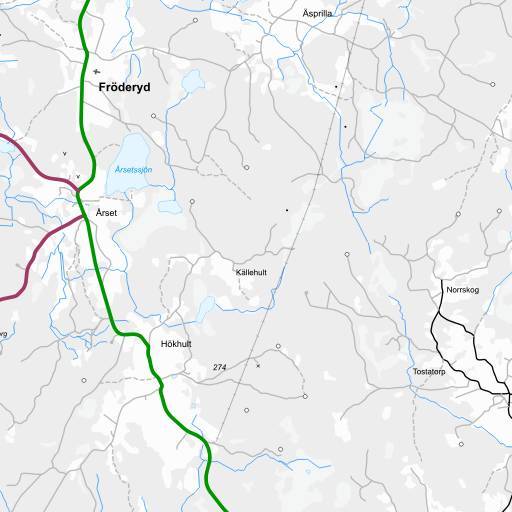 Äsprilla
Fröderyd
Årsetssjön
Årset
Källehult
Norrskog
Hökhult
274
Tostatorp